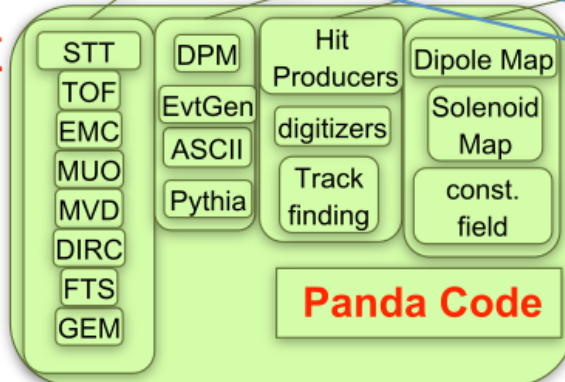 STT
TOF
EMC
MUO
MVD
DIRC
FTS
GEM
DPM
EvtGen
ASCII
Pythia
Hit
Producers
digitizers
Track
finding
Dipole Map
Solenoid
Map
const.
field
Panda Code